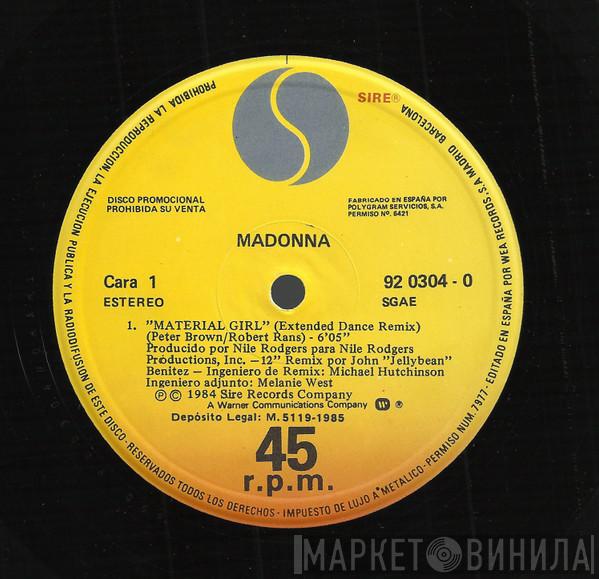 SIRE®
DISCO PROMOCIONAL
PROHIBIDA SU VENTA
FABRICADO EN ESPAÑA POR
POLYGRAM SERVICIOS, S.A.
PERMISO Nº. 6421
MADONNA
Cara 1
ESTEREO
92 0304 - 0
SGAE
1. "MATERIAL GIRL" (Extended Dance Remix)
(Peter Brown/Robert Rans) - 6'05"
Producido por Nile Rodgers para Nile Rodgers
Productions, Inc. —12" Remix por John "Jellybean"
Benitez — Ingeniero de Remix: Michael Hutchinson
Ingeniero adjunto: Melanie West
Ⓟ © 1984 Sire Records Company
A Warner Communications Company ®
Depósito Legal: M. 5119-1985
45
r.p.m.
PROHIBIDA LA REPRODUCCION, LA EJECUCION PUBLICA Y LA RADIODIFUSION DE ESTE DISCO - RESERVADOS TODOS LOS DERECHOS - IMPUESTO DE LUJO A METALICO - PERMISO NUM. 7977 - EDITADO EN ESPAÑA POR WEA RECORDS, S.A. MADRID BARCELONA
МАРКЕТ ВИНИЛА